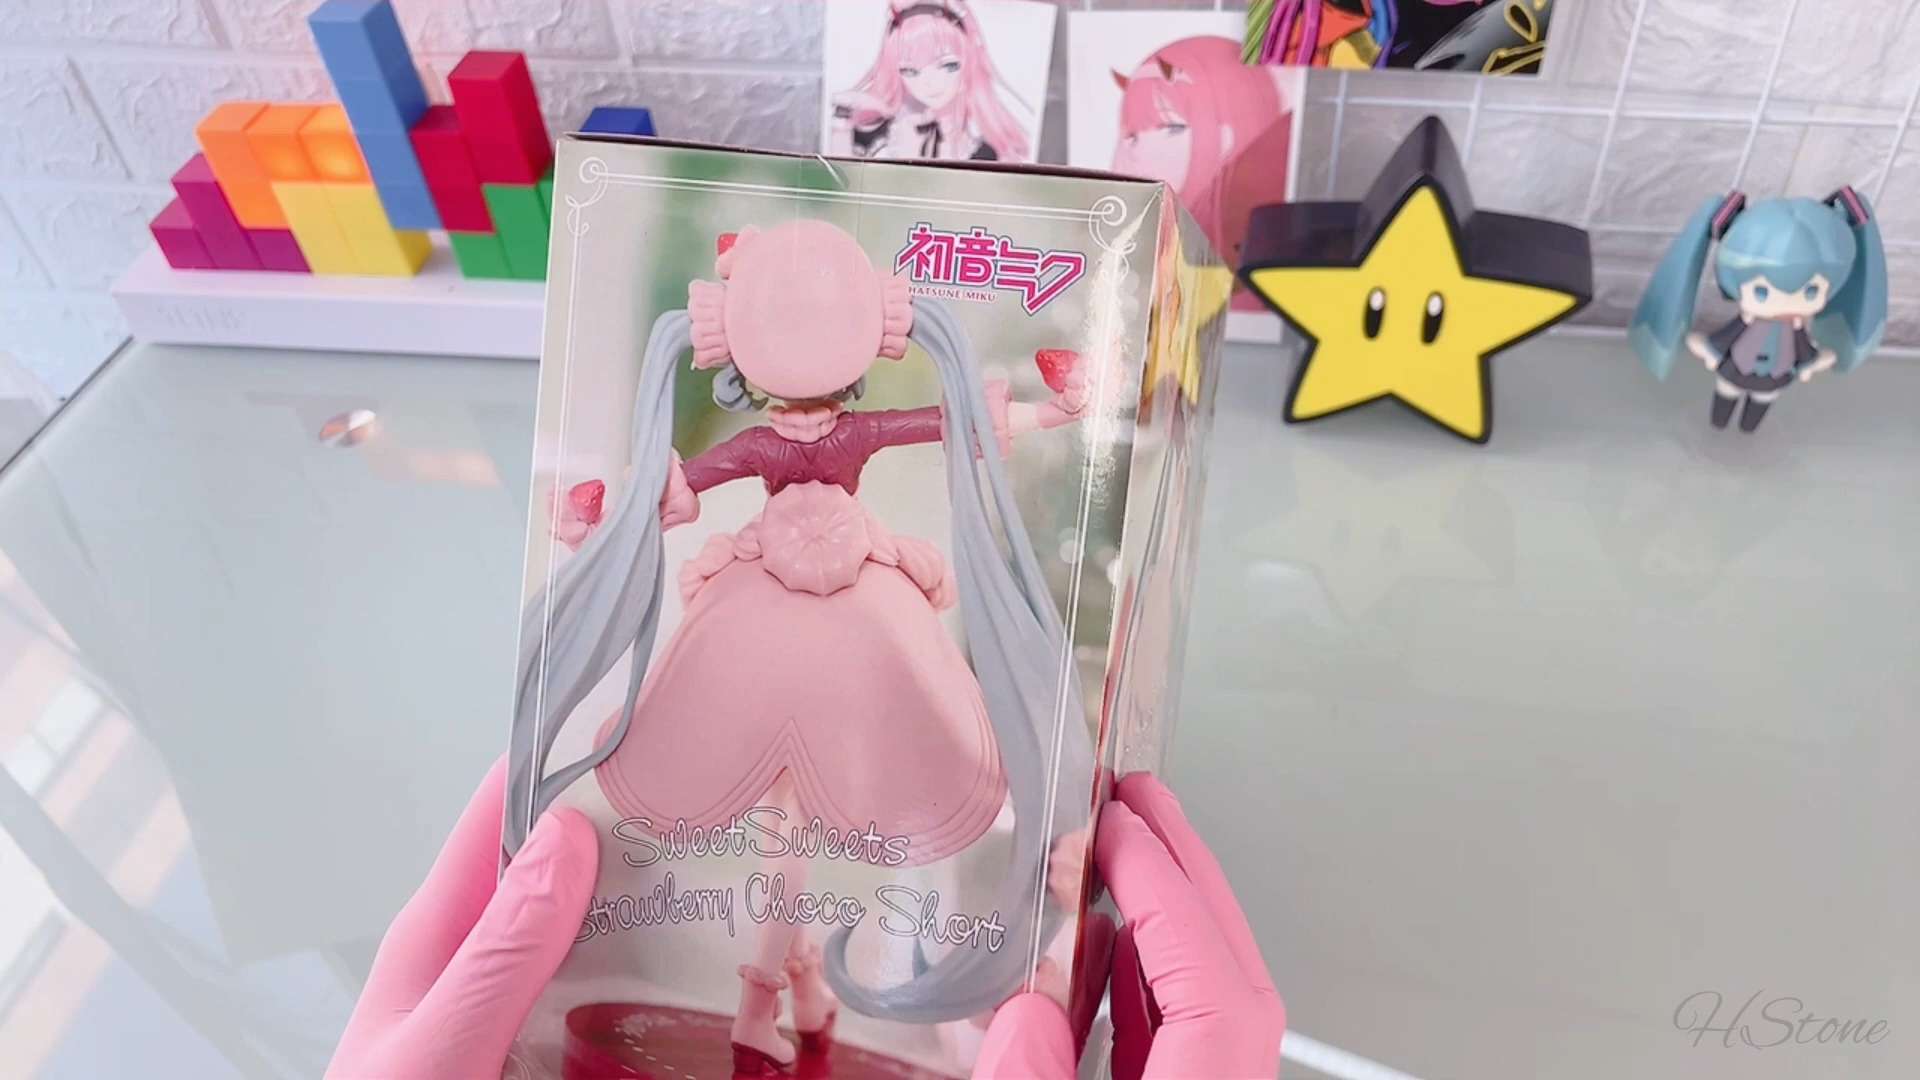 初音ミク
HATSUNE MIKU
SweetSweets
Strawberry Choco Short
HStone